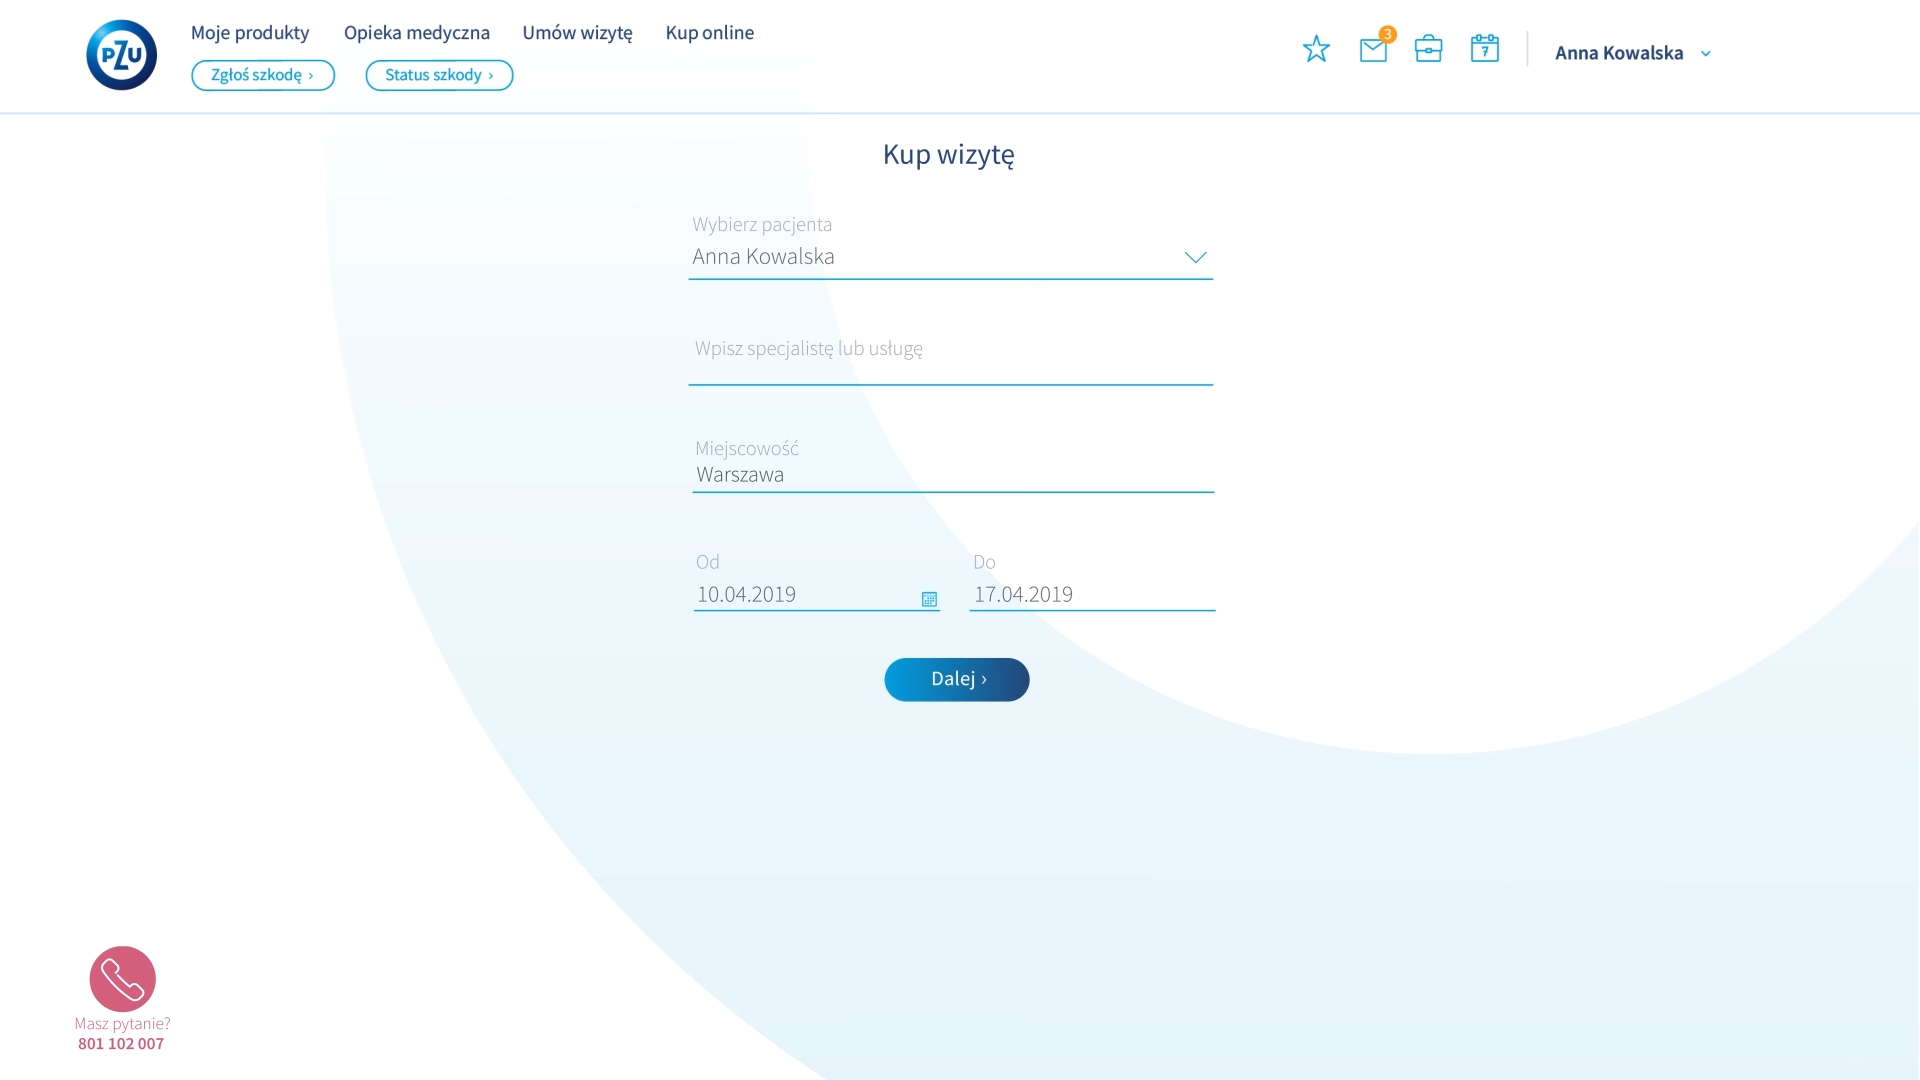 PZU
Moje produkty Opieka medyczna Umów wizytę Kup online
Zgłoś szkodę › Status szkody ›
3
7
Anna Kowalska
Kup wizytę
Wybierz pacjenta
Anna Kowalska
Wpisz specjalistę lub usługę
Miejscowość
Warszawa
Od Do
10.04.2019 17.04.2019
Dalej ›
Masz pytanie?
801 102 007